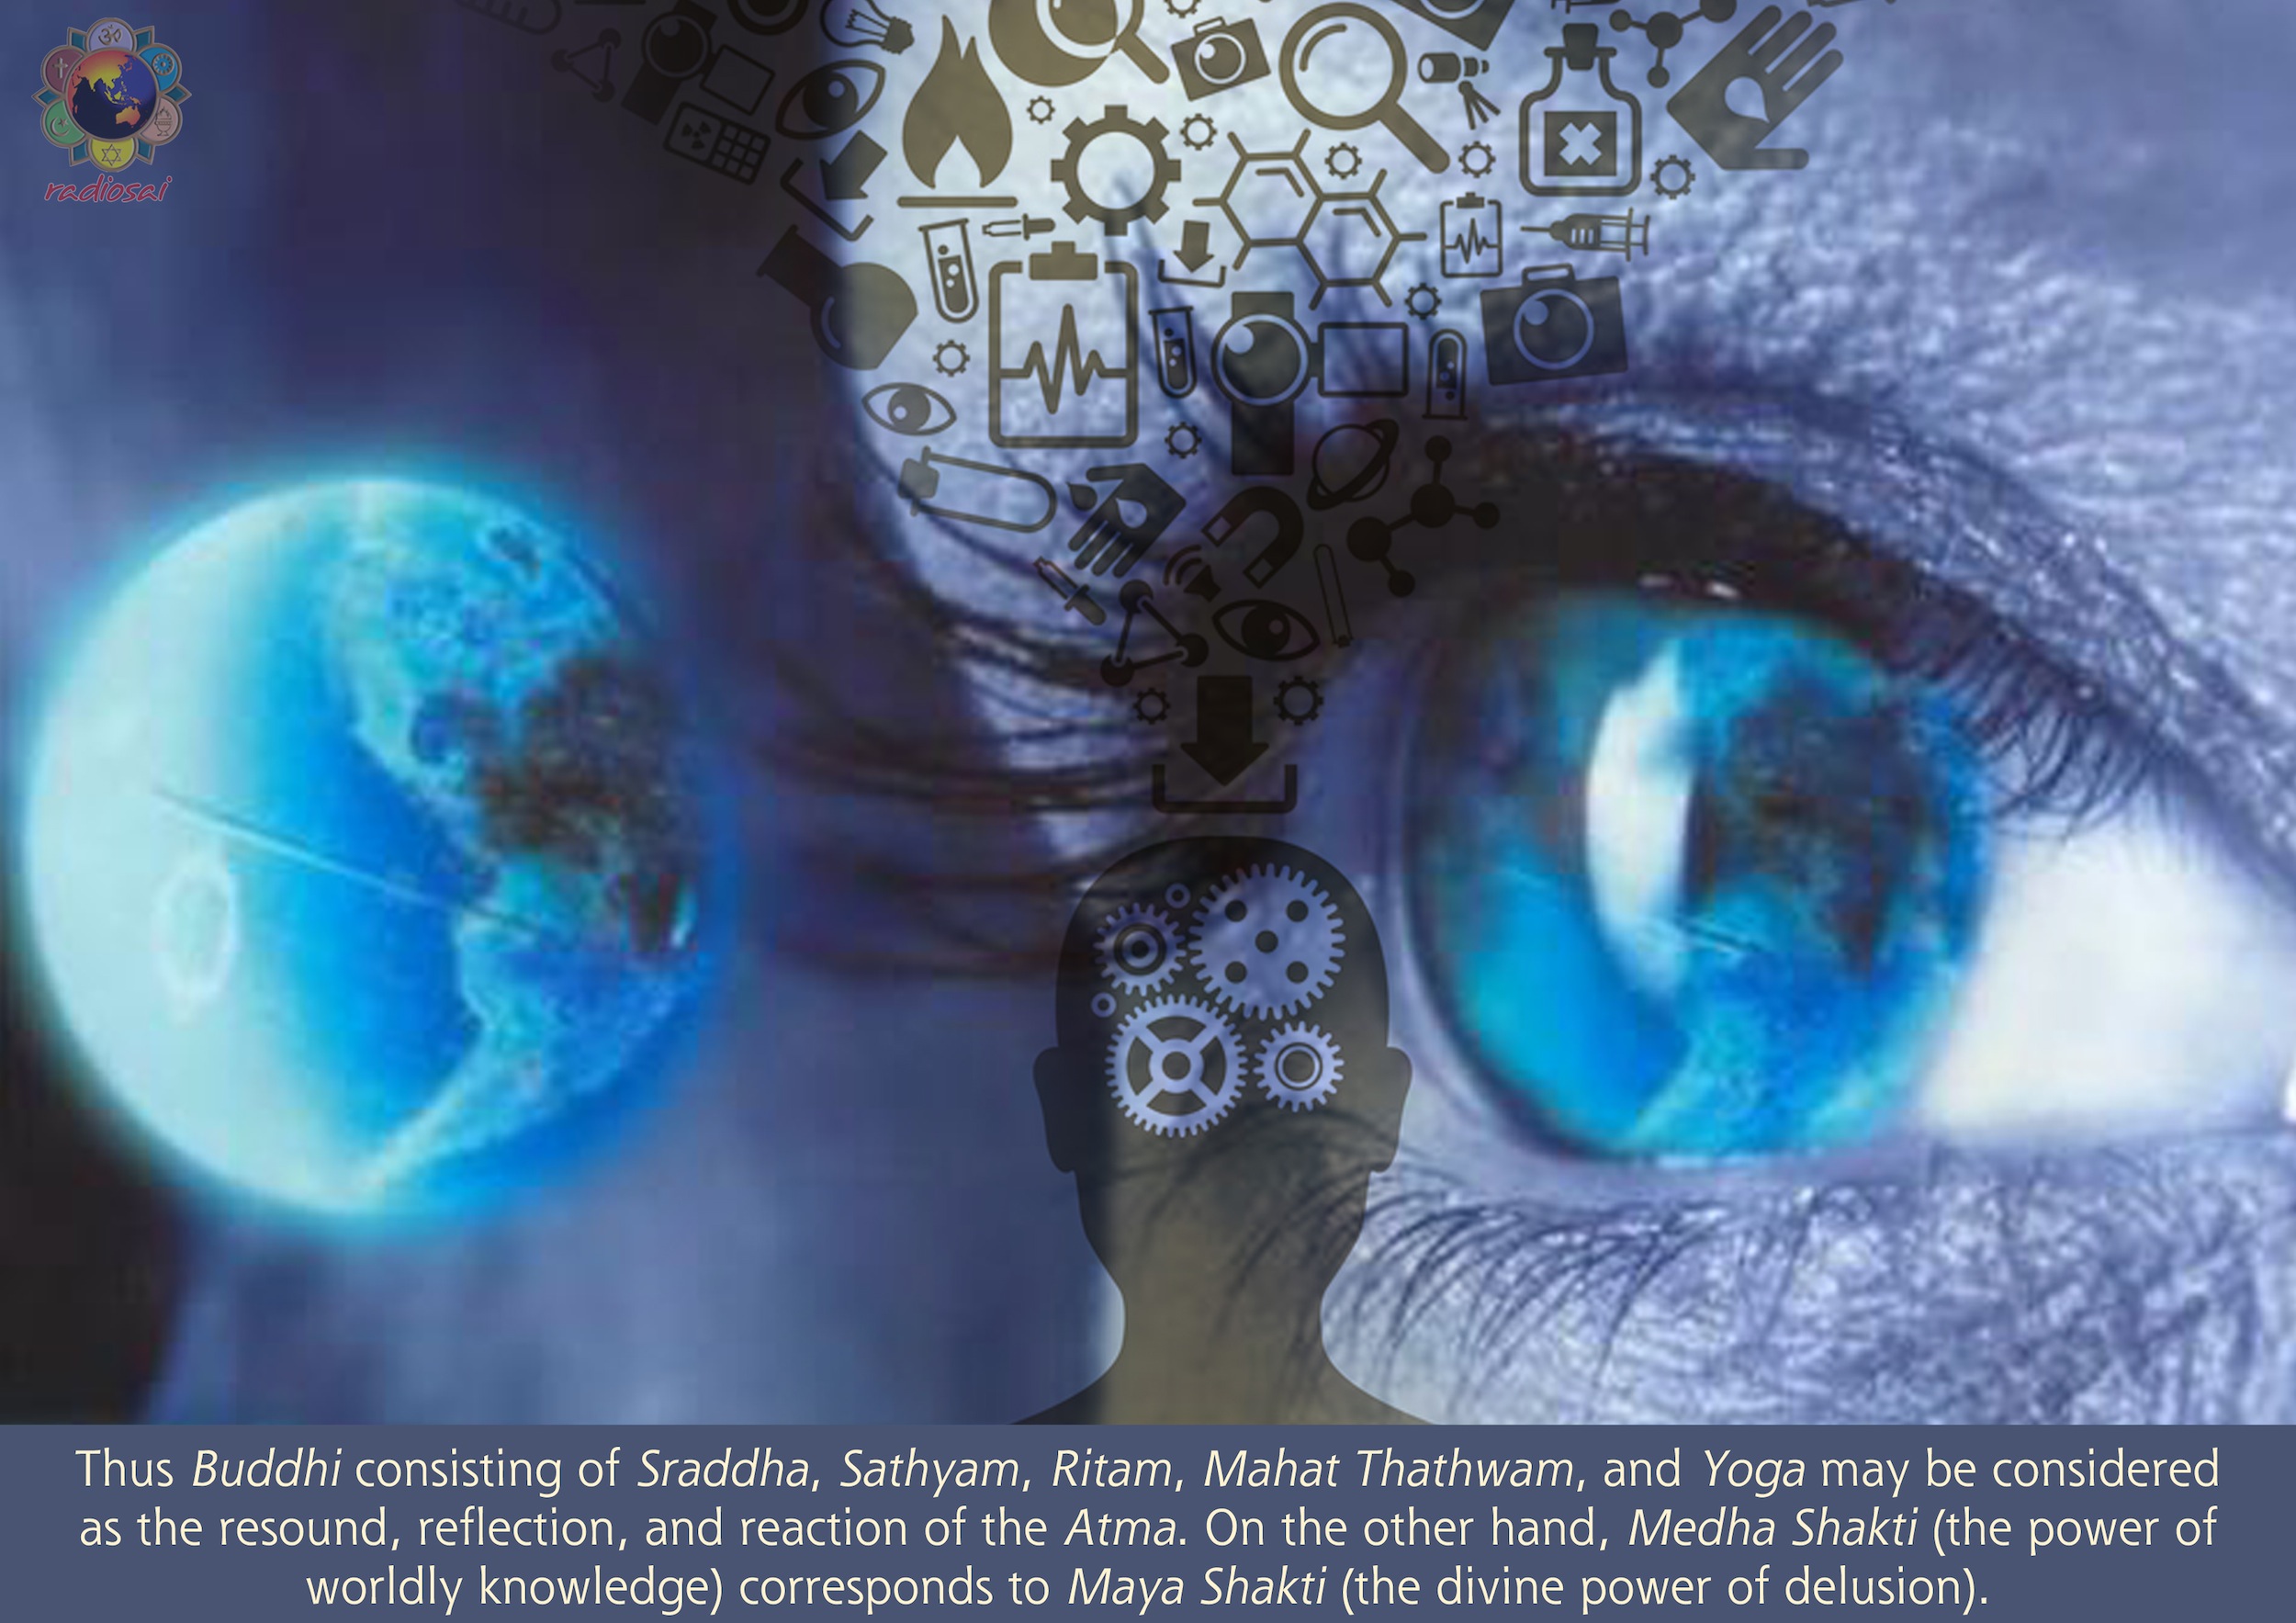 radiosai
Thus Buddhi consisting of Sraddha, Sathyam, Ritam, Mahat Thathwam, and Yoga may be considered
as the resound, reflection, and reaction of the Atma. On the other hand, Medha Shakti (the power of
worldly knowledge) corresponds to Maya Shakti (the divine power of delusion).